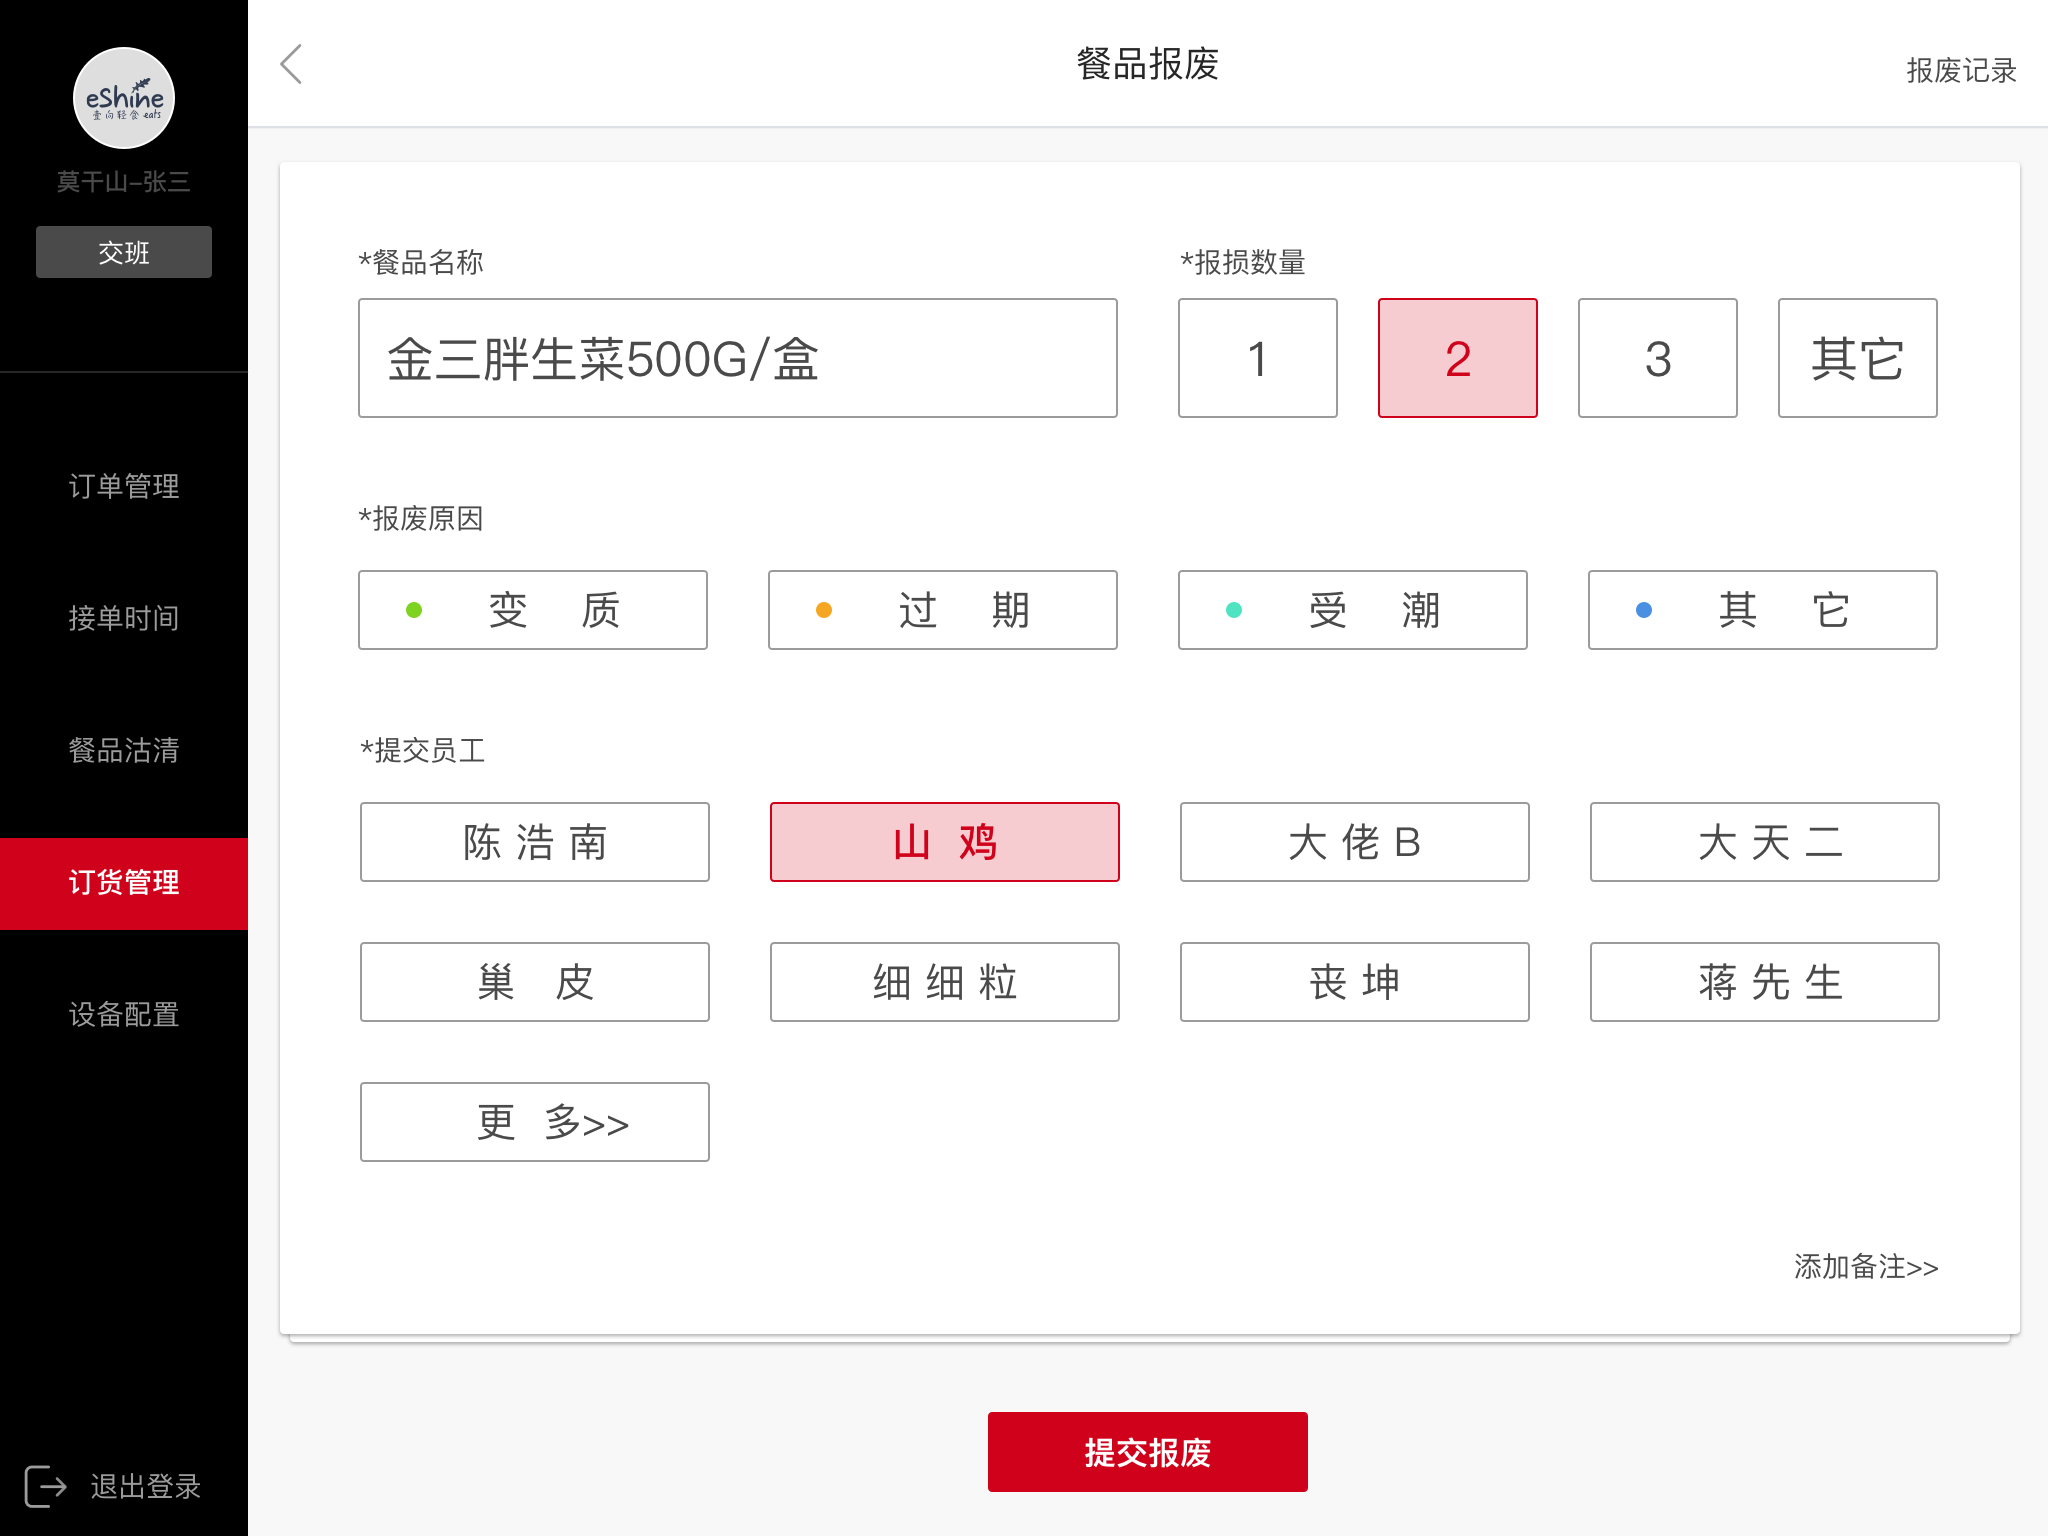 eShine
壹向轻食 eats
莫干山-张三
交班
订单管理
接单时间
餐品沽清
订货管理
设备配置
退出登录
餐品报废
报废记录
*餐品名称
金三胖生菜500G/盒
*报损数量
1 2 3 其它
*报废原因
变 质 过 期 受 潮 其 它
*提交员工
陈 浩 南 山 鸡 大 佬 B 大 天 二
巢 皮 细 细 粒 丧 坤 蒋 先 生
更 多>>
添加备注>>
提交报废